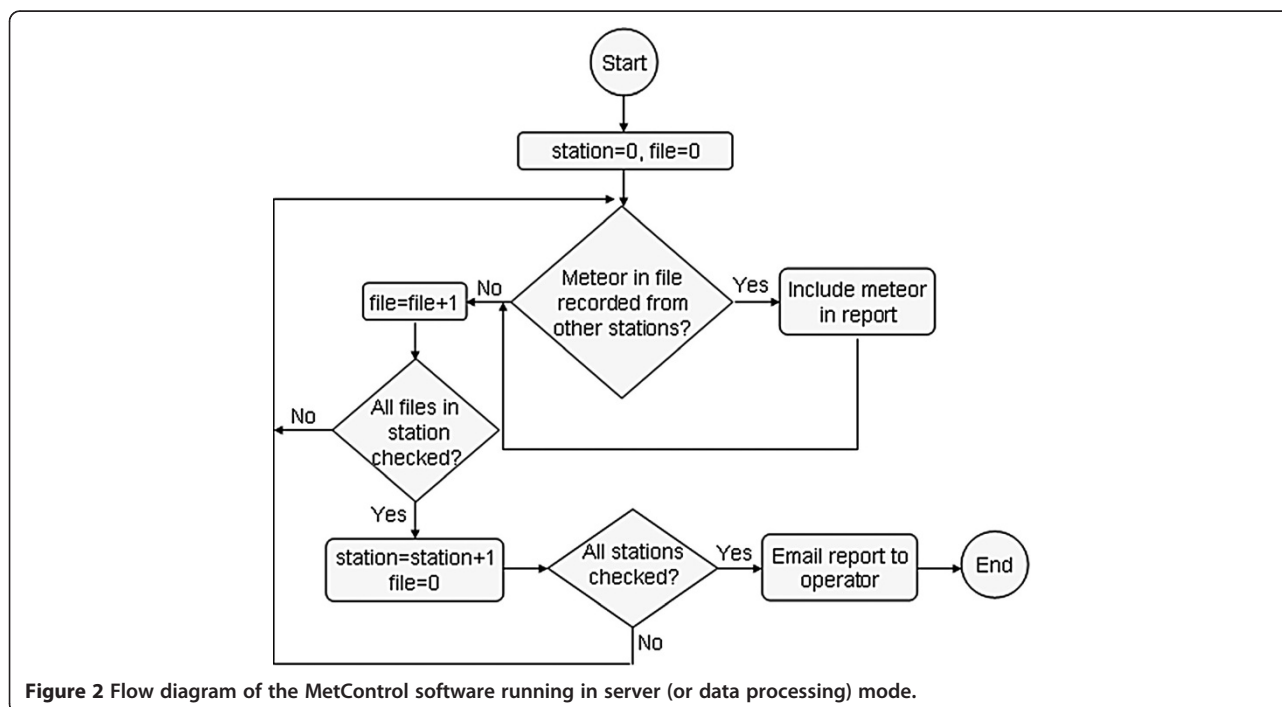 Start
station=0, file=0
Meteor in file
recorded from
other stations?
Yes
Include meteor
in report
No
file=file+1
All files in
station
checked?
No
Yes
station=station+1
file=0
All stations
checked?
Yes
Email report to
operator
End
No
Figure 2 Flow diagram of the MetControl software running in server (or data processing) mode.